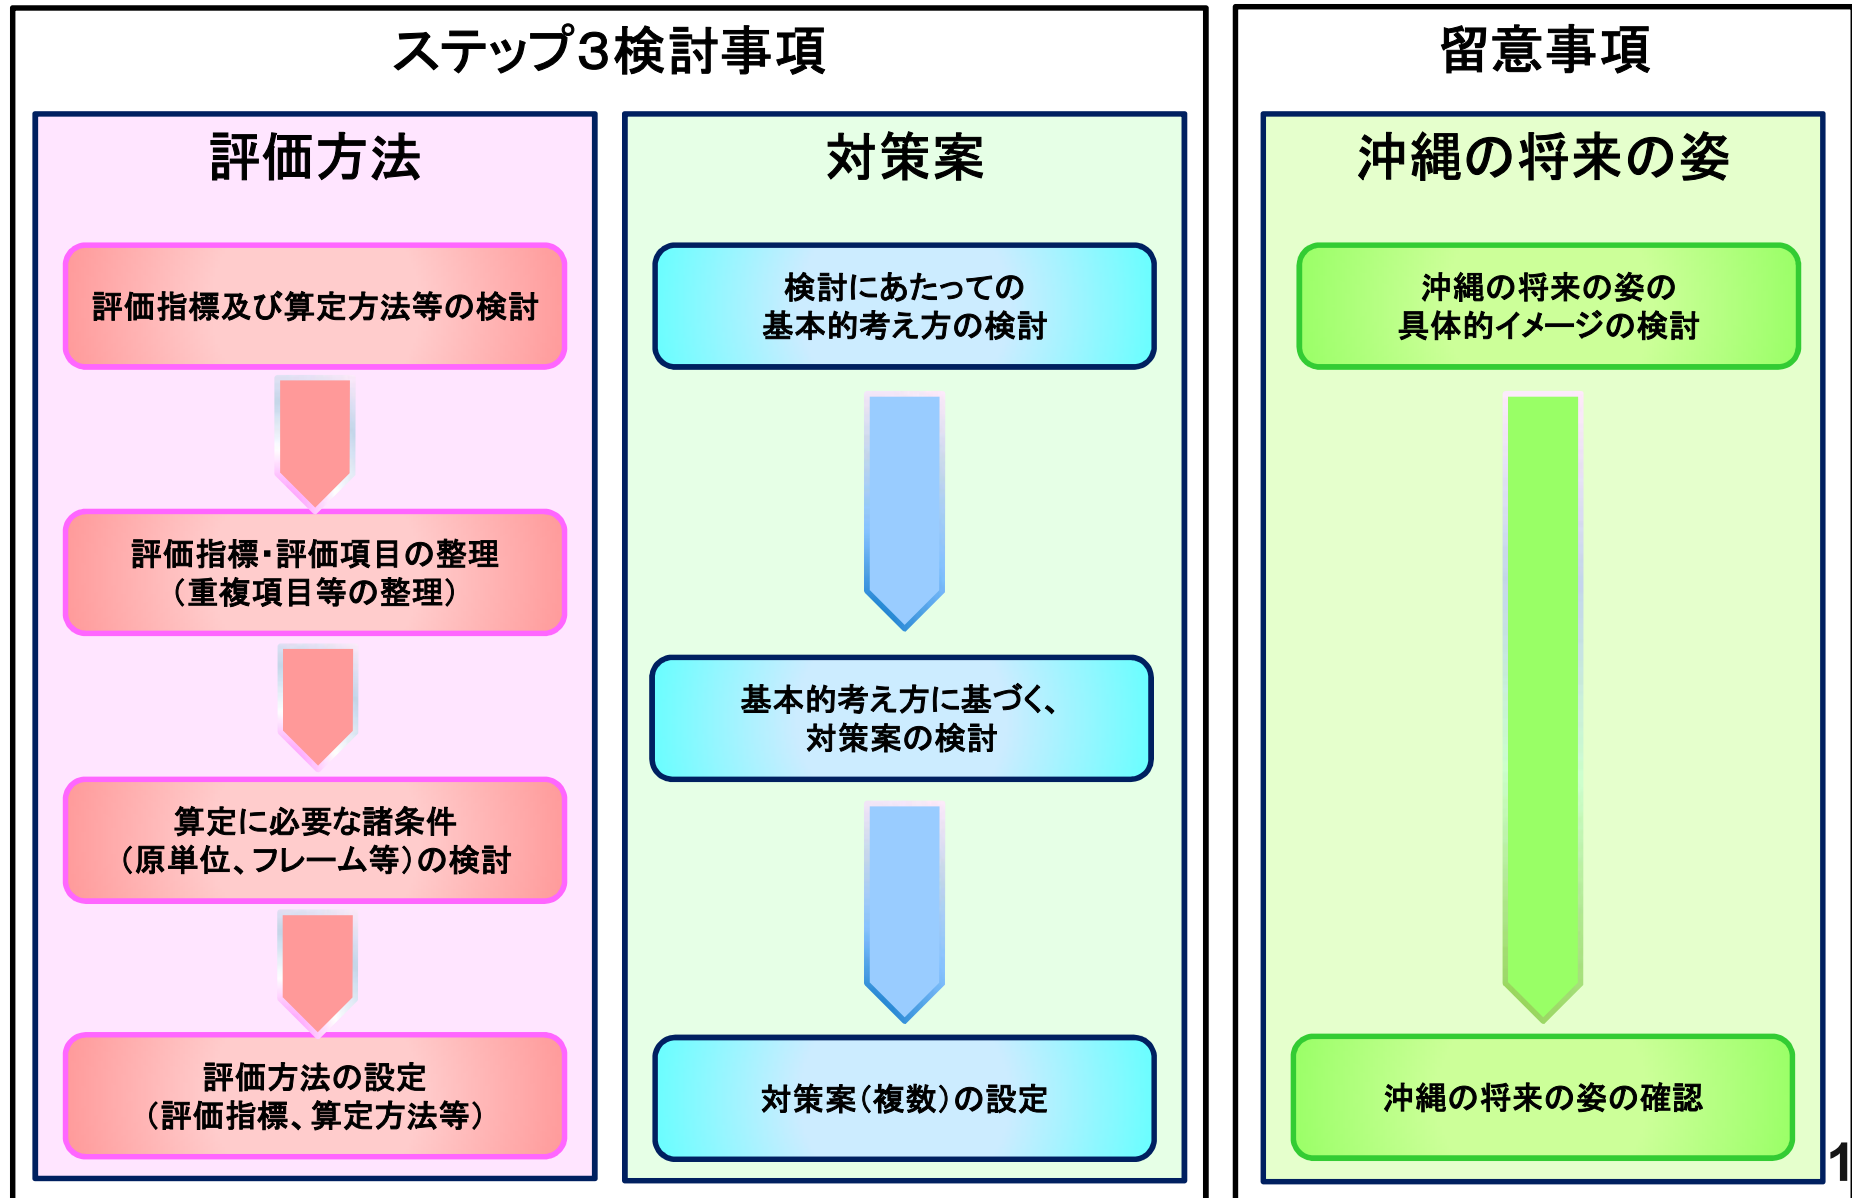 ステップ3検討事項
評価方法
評価指標及び算定方法等の検討
評価指標・評価項目の整理
（重複項目等の整理）
算定に必要な諸条件
（原単位、フレーム等）の検討
評価方法の設定
（評価指標、算定方法等）
対策案
検討にあたっての
基本的考え方の検討
基本的考え方に基づく、
対策案の検討
対策案（複数）の設定
留意事項
沖縄の将来の姿
沖縄の将来の姿の
具体的イメージの検討
沖縄の将来の姿の確認
1